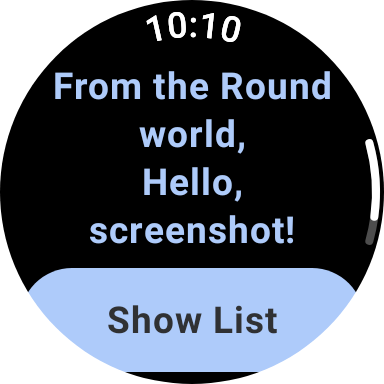 10:10
From the Round
world,
Hello,
screenshot!
Show List